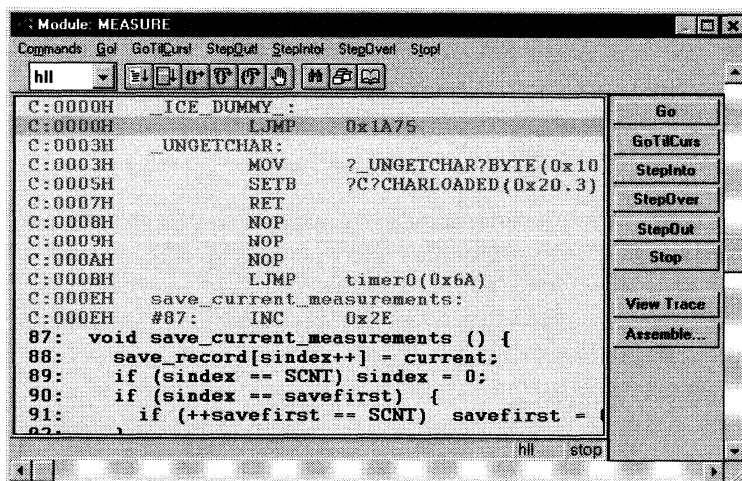 Module: MEASURE
Commands Go! GoTilCurs! StepOut! StepInto! StepOver! Stop!
hll
C:0000H _ICE_DUMMY_:
C:0000H LJMP 0x1A75
C:0003H _UNGETCHAR:
C:0003H MOV ?_UNGETCHAR?BYTE(0x10
C:0005H SETB ?C?CHARLOADED(0x20.3)
C:0007H RET
C:0008H NOP
C:0009H NOP
C:000AH NOP
C:000BH LJMP timer0(0x6A)
C:000EH save_current_measurements:
C:000EH #87: INC 0x2E
87: void save_current_measurements () {
88: save_record[sindex++] = current;
89: if (sindex == SCNT) sindex = 0;
90: if (sindex == savefirst) {
91: if (++savefirst == SCNT) savefirst =
Go
GoTilCurs
StepInto
StepOver
StepOut
Stop
View Trace
Assemble...
hll stop